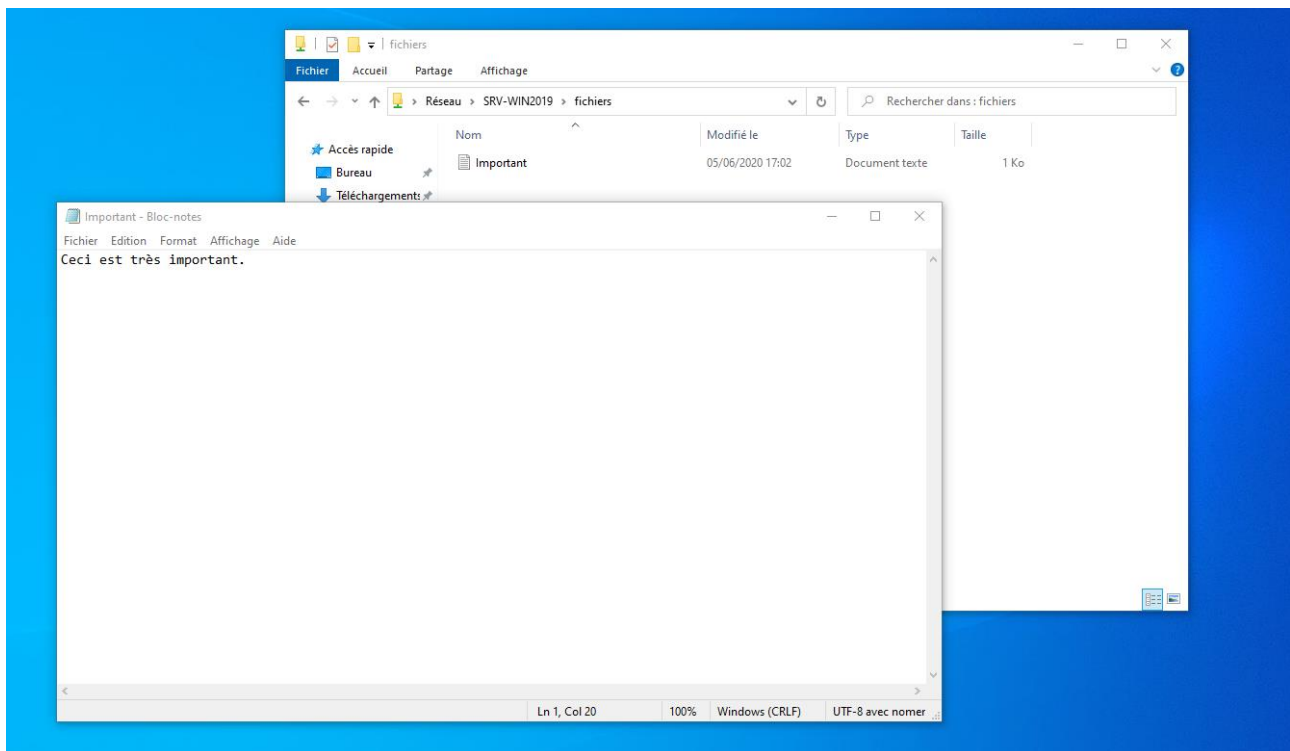 fichiers
Fichier Accueil Partage Affichage
Réseau > SRV-WIN2019 > fichiers Rechercher dans : fichiers
Nom Modifié le Type Taille
Accès rapide
Important 05/06/2020 17:02 Document texte 1 Ko
Bureau
Téléchargements
Important - Bloc-notes
Fichier Edition Format Affichage Aide
Ceci est très important.
Ln 1, Col 20 100% Windows (CRLF) UTF-8 avec nomer